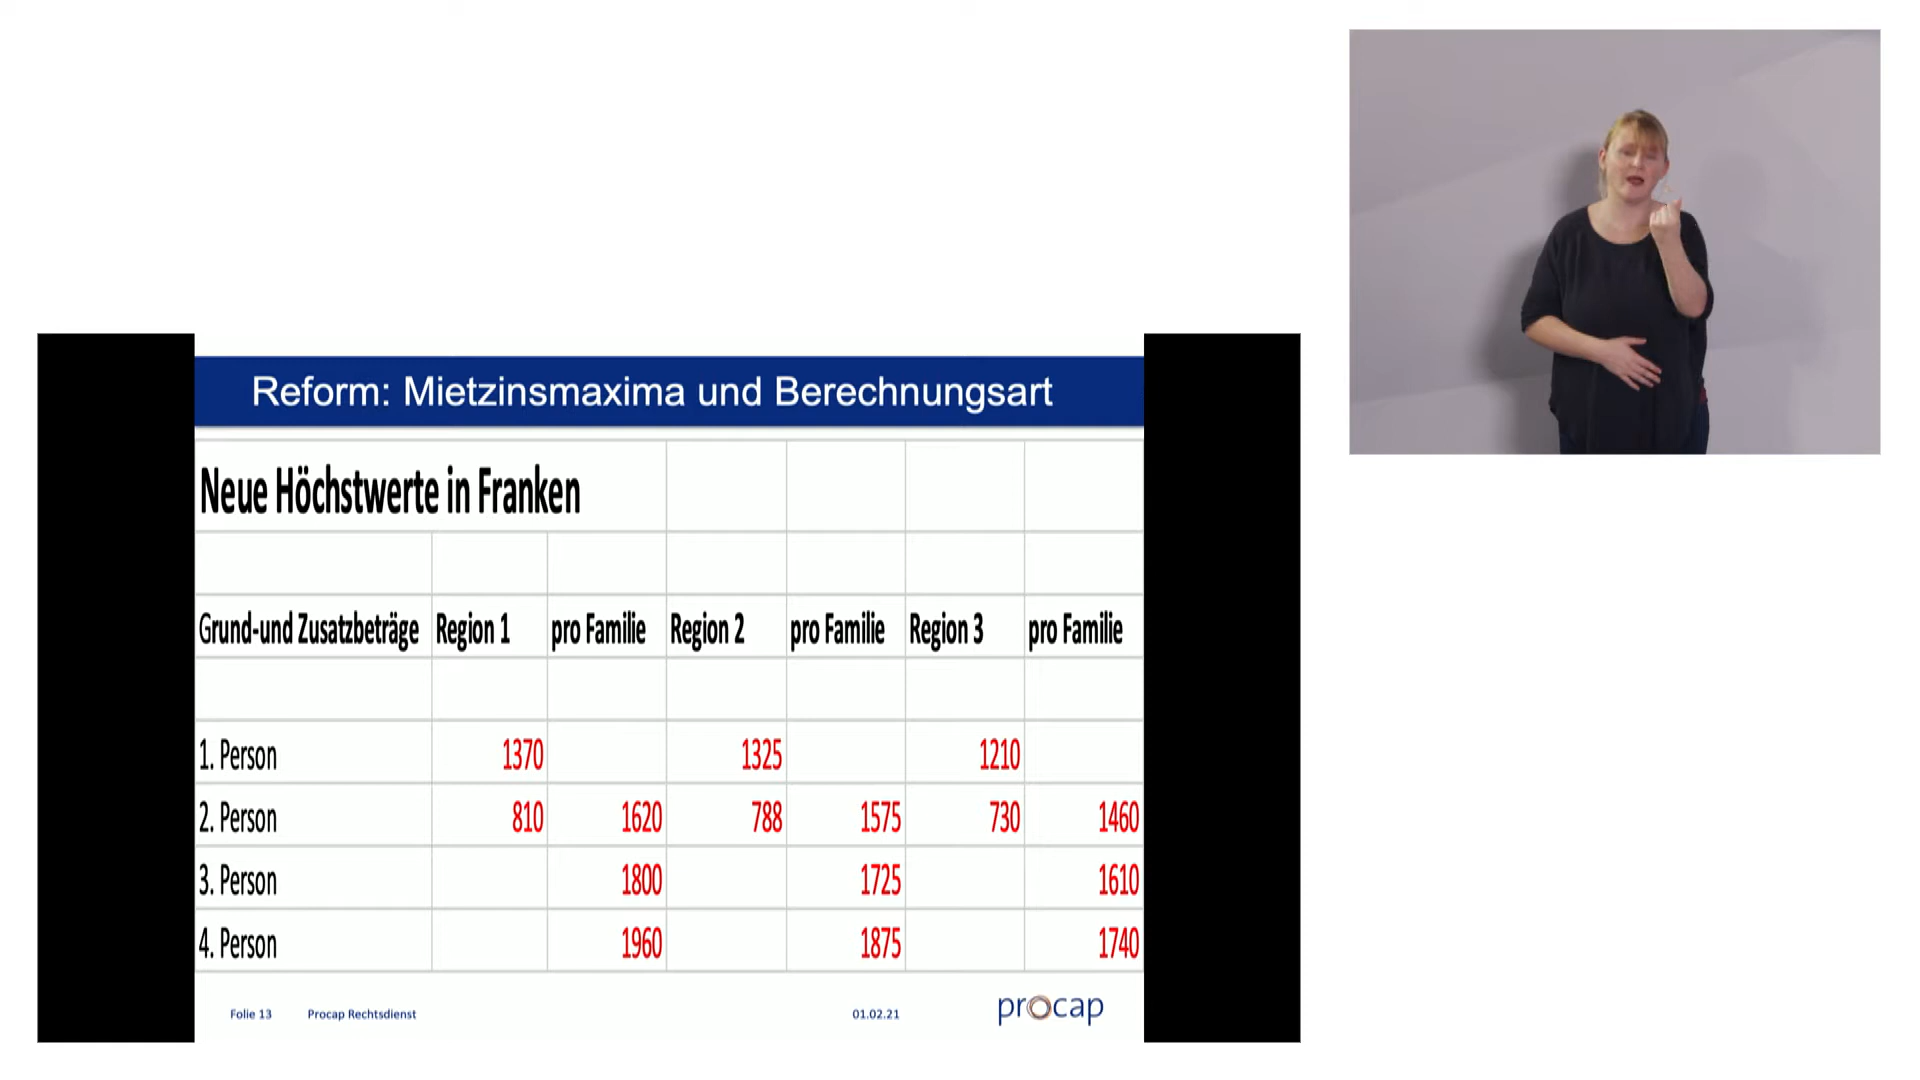 Reform: Mietzinsmaxima und Berechnungsart
Neue Höchstwerte in Franken
Grund-und Zusatzbeträge Region 1 pro Familie Region 2 pro Familie Region 3 pro Familie
1. Person 1370 1325 1210
2. Person 810 1620 788 1575 730 1460
3. Person 1800 1725 1610
4. Person 1960 1875 1740
Folie 13 Procap Rechtsdienst 01.02.21 procap